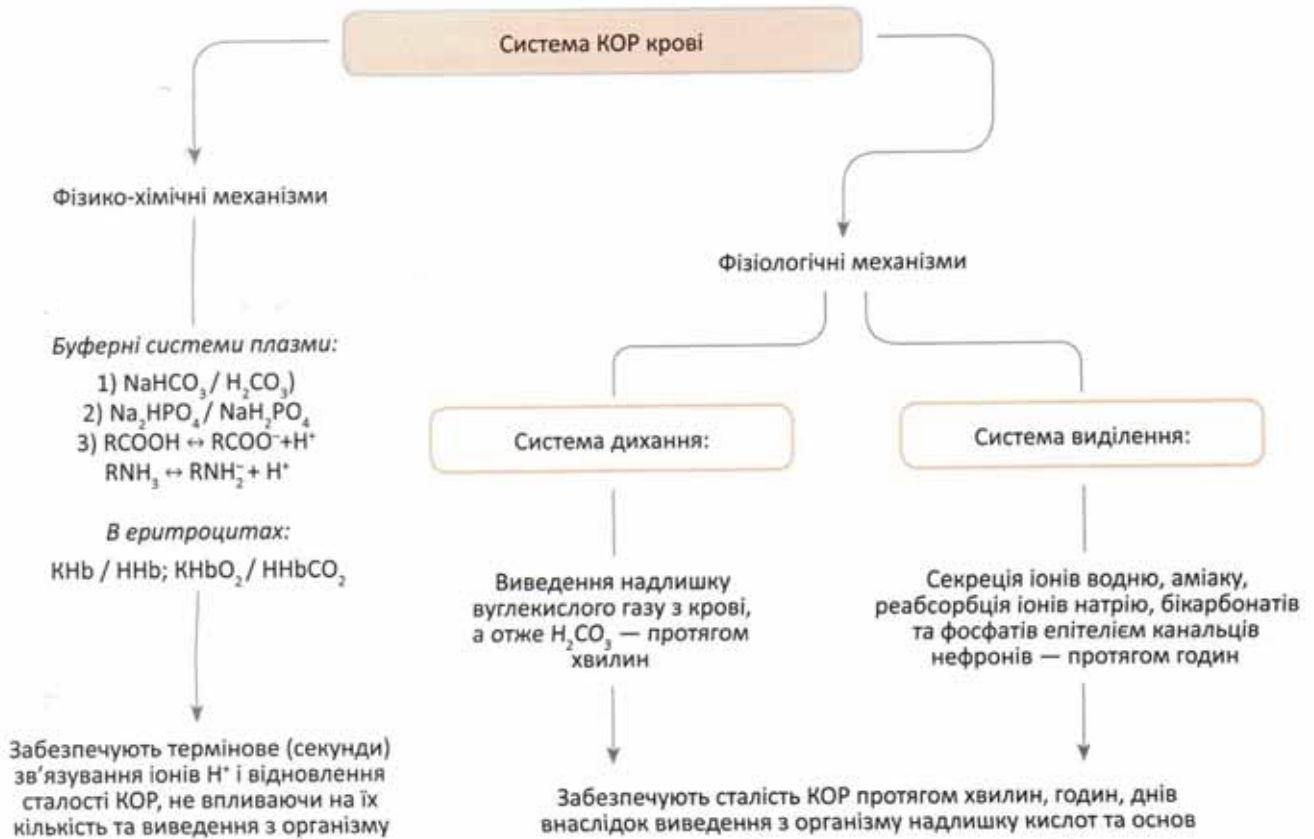 Система КОР крові
Фізико-хімічні механізми
Буферні системи плазми:
1) NaHCO₃ / H₂CO₃)
2) Na₂HPO₄ / NaH₂PO₄
3) RCOOH ↔ RCOO⁻+H⁺
RNH₃ ↔ RNH₂⁻ + H⁺
В еритроцитах:
KHb / HHb; KHbO₂ / HHbCO₂
Забезпечують термінове (секунди)
зв’язування іонів H⁺ і відновлення
сталості КОР, не впливаючи на їх
кількість та виведення з організму
Фізіологічні механізми
Система дихання:
Виведення надлишку
вуглекислого газу з крові,
а отже H₂CO₃ — протягом
хвилин
Система виділення:
Секреція іонів водню, аміаку,
реабсорбція іонів натрію, бікарбонатів
та фосфатів епітелієм канальців
нефронів — протягом годин
Забезпечують сталість КОР протягом хвилин, годин, днів
внаслідок виведення з організму надлишку кислот та основ